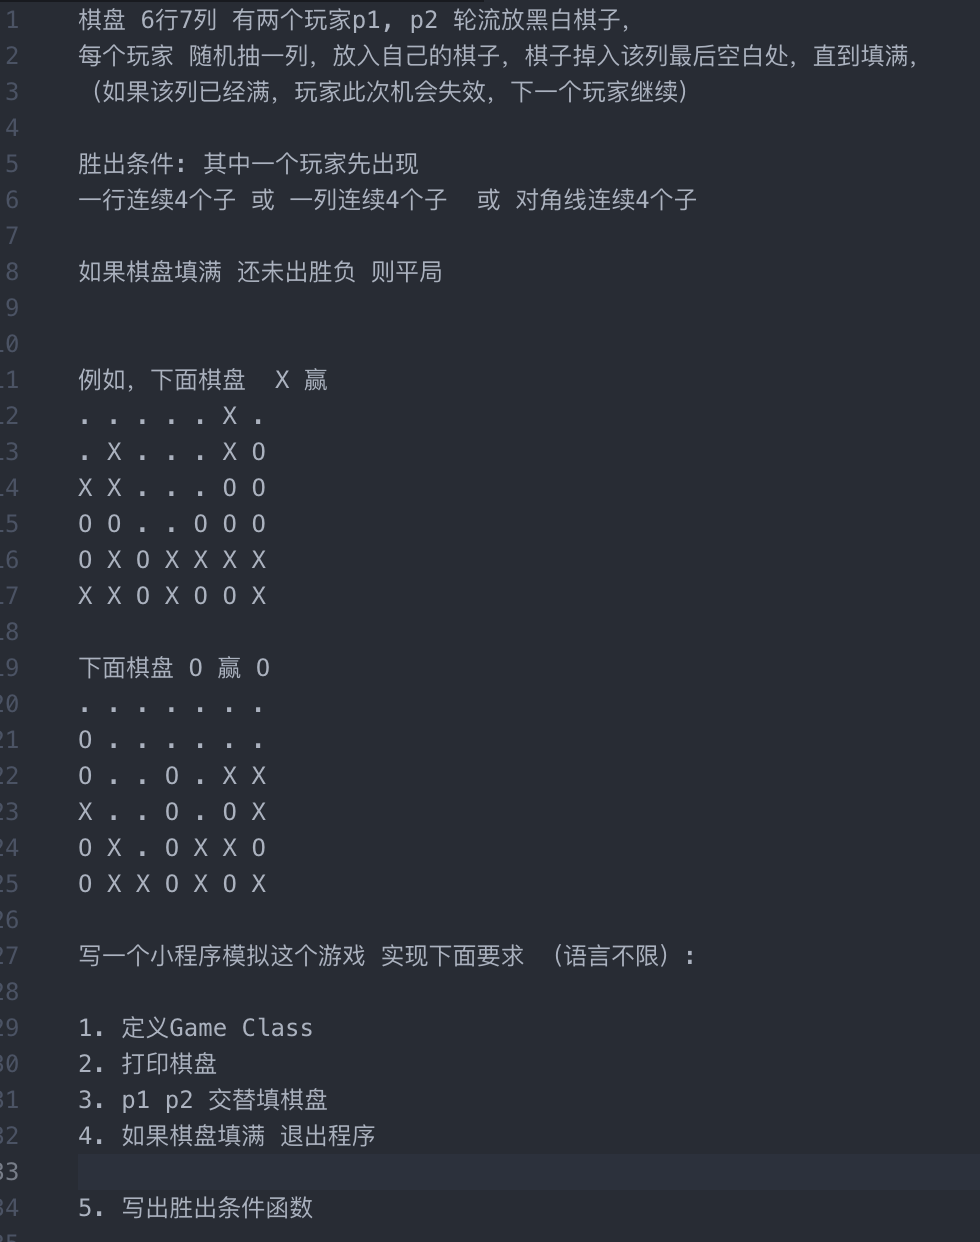 1 棋盘 6行7列 有两个玩家p1, p2 轮流放黑白棋子,
2 每个玩家 随机抽一列, 放入自己的棋子, 棋子掉入该列最后空白处, 直到填满,
3 （如果该列已经满, 玩家此次机会失效, 下一个玩家继续）
4
5 胜出条件: 其中一个玩家先出现
6 一行连续4个子 或 一列连续4个子  或 对角线连续4个子
7
8 如果棋盘填满 还未出胜负 则平局
9
10
11 例如, 下面棋盘  X 赢
12 . . . . . X .
13 . X . . . X O
14 X X . . . O O
15 O O . . O O O
16 O X O X X X X
17 X X O X O O X
18
19 下面棋盘 O 赢 O
20 . . . . . . .
21 O . . . . . .
22 O . . O . X X
23 X . . O . O X
24 O X . O X X O
25 O X X O X O X
26
27 写一个小程序模拟这个游戏 实现下面要求 （语言不限）:
28
29 1. 定义Game Class
30 2. 打印棋盘
31 3. p1 p2 交替填棋盘
32 4. 如果棋盘填满 退出程序
33
34 5. 写出胜出条件函数
35